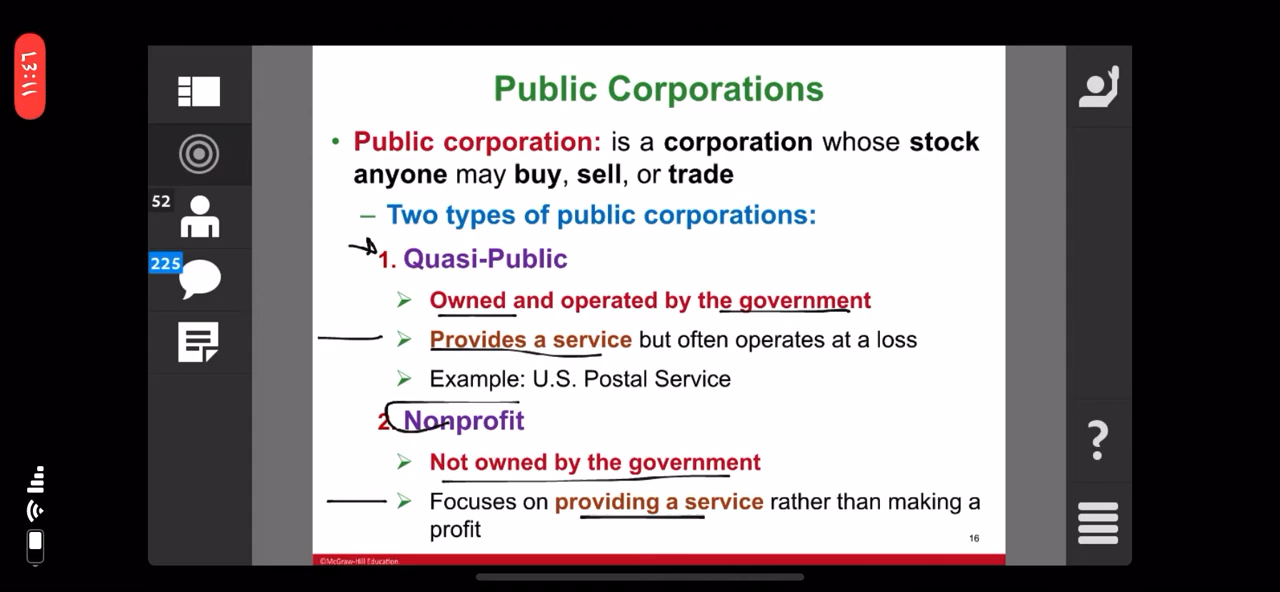 ١١:٤٦
52
225
Public Corporations
• Public corporation: is a corporation whose stock
anyone may buy, sell, or trade
– Two types of public corporations:
1. Quasi-Public
➢ Owned and operated by the government
➢ Provides a service but often operates at a loss
➢ Example: U.S. Postal Service
2. Nonprofit
➢ Not owned by the government
➢ Focuses on providing a service rather than making a
profit
16
©McGraw-Hill Education.
?